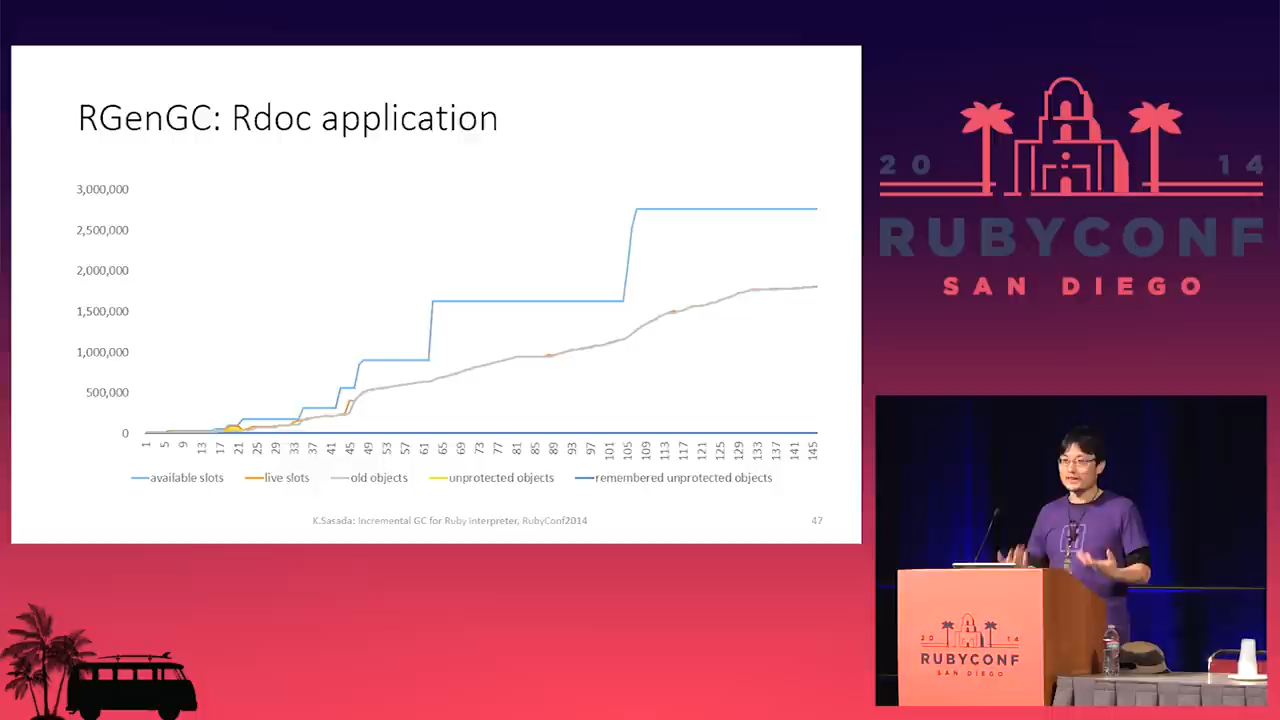 RGenGC: Rdoc application
3,000,000
2,500,000
2,000,000
1,500,000
1,000,000
500,000
0
1 5 9 13 17 21 25 29 33 37 41 45 49 53 57 61 65 69 73 77 81 85 89 93 97 101 105 109 113 117 121 125 129 133 137 141 145
available slots live slots old objects unprotected objects remembered unprotected objects
K.Sasada: Incremental GC for Ruby interpreter, RubyConf2014 47
20 14
RUBYCONF
SAN DIEGO
20 14
RUBYCONF
SAN DIEGO